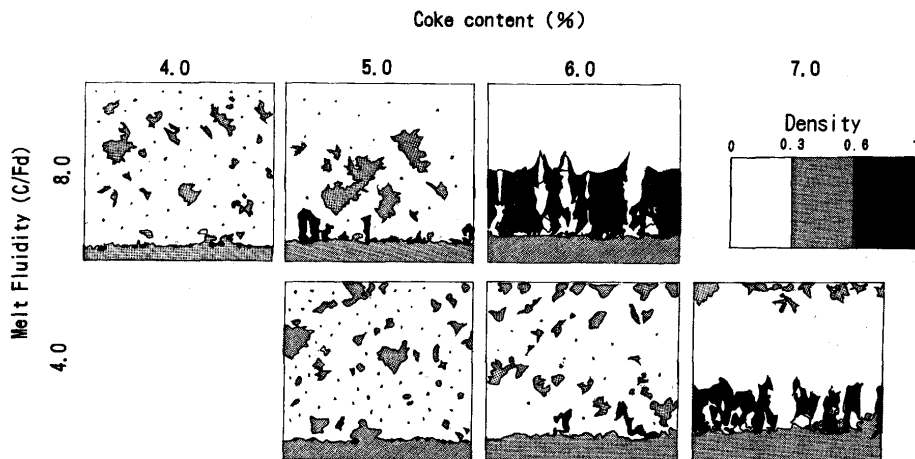 Coke content (%)
4.0 5.0 6.0 7.0
Melt Fluidity (C/Fd)
8.0
4.0
Density
0 0.3 0.6